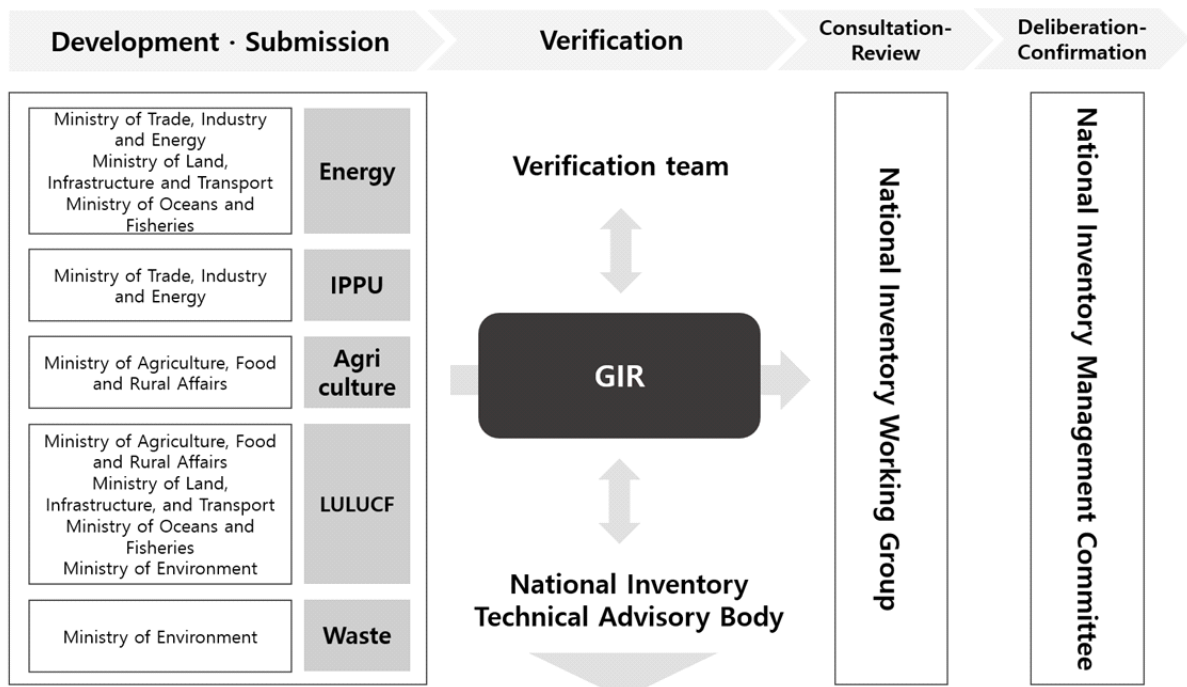 Development · Submission
Verification
Consultation-
Review
Deliberation-
Confirmation
Ministry of Trade, Industry
and Energy
Ministry of Land,
Infrastructure and Transport
Ministry of Oceans and
Fisheries
Energy
Ministry of Trade, Industry
and Energy
IPPU
Ministry of Agriculture, Food
and Rural Affairs
Agri
culture
Ministry of Agriculture, Food
and Rural Affairs
Ministry of Land,
Infrastructure, and Transport
Ministry of Oceans and
Fisheries
Ministry of Environment
LULUCF
Ministry of Environment
Waste
Verification team
GIR
National Inventory
Technical Advisory Body
National Inventory Working Group
National Inventory Management Committee